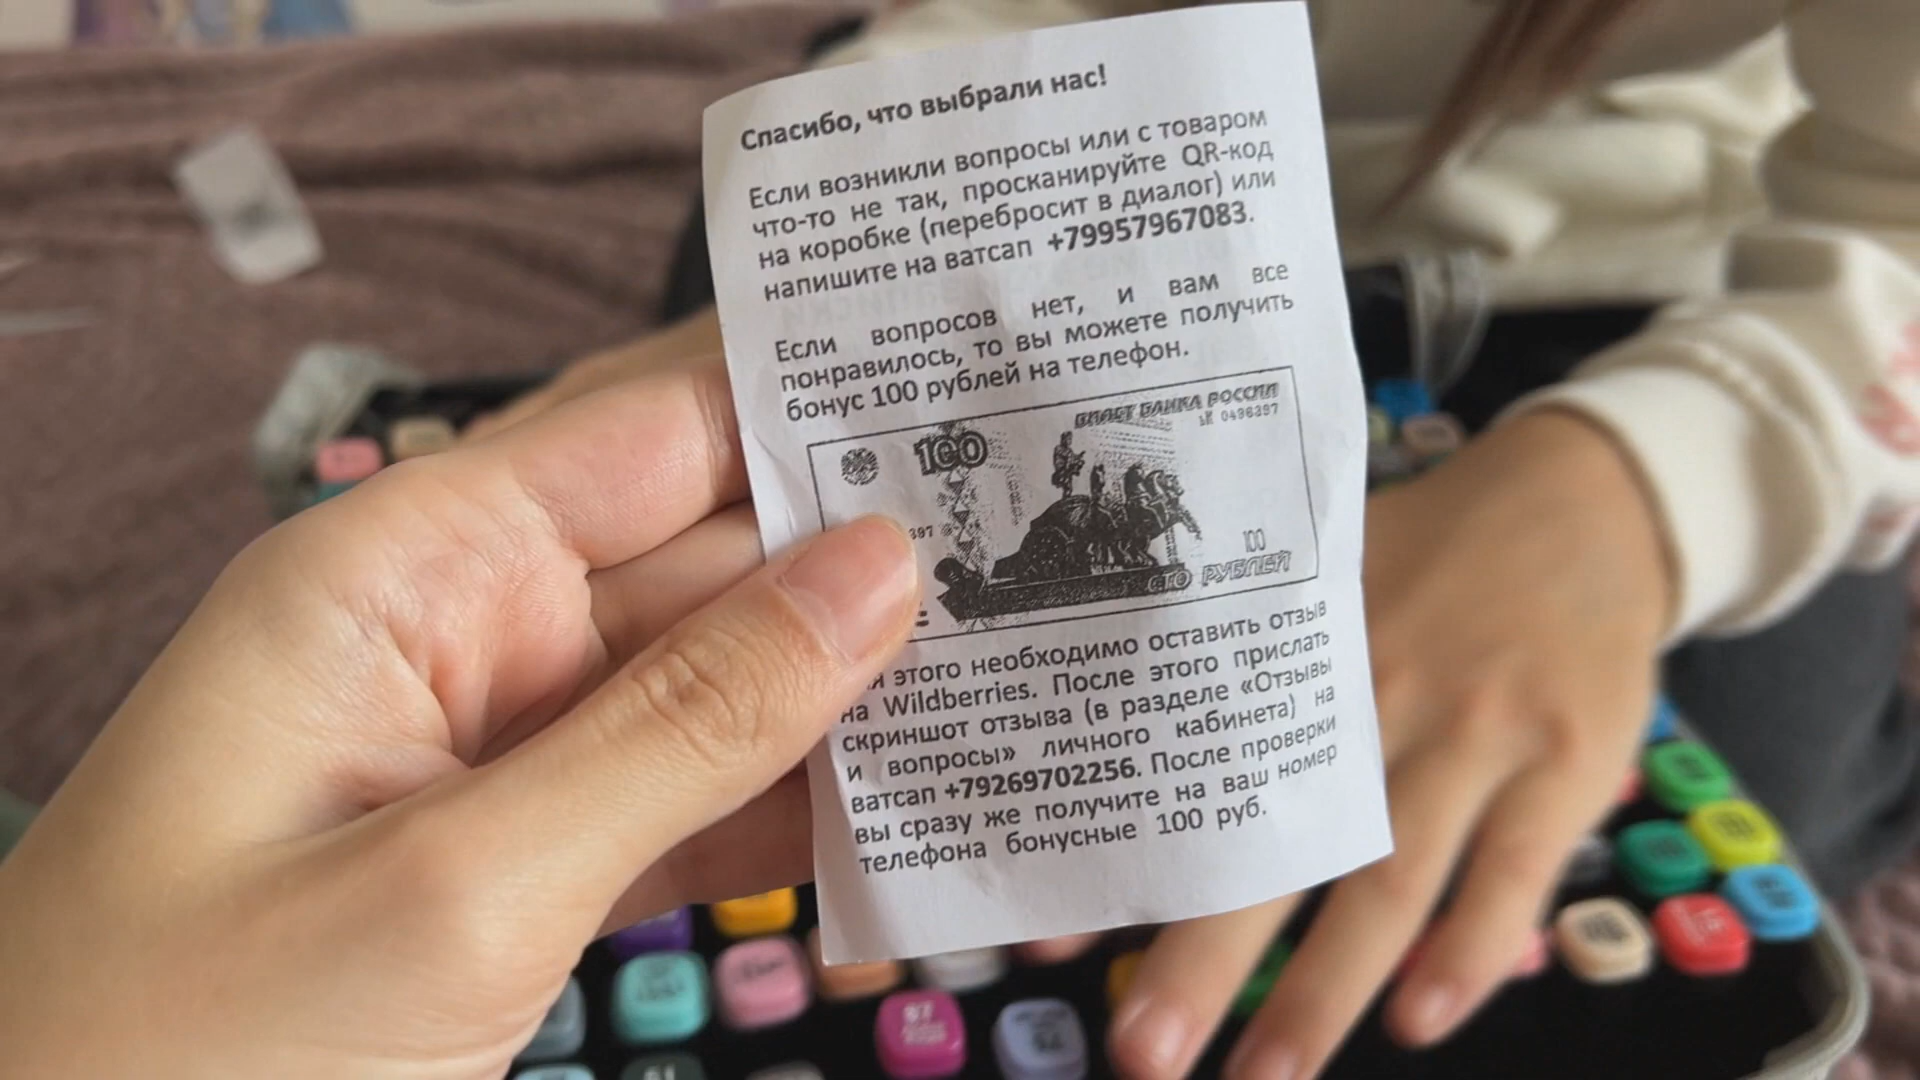 Спасибо, что выбрали нас!
Если возникли вопросы или с товаром
что-то не так, просканируйте QR-код
на коробке (перебросит в диалог) или
напишите на ватсап +79957967083.
Если вопросов нет, и вам все
понравилось, то вы можете получить
бонус 100 рублей на телефон.
100
БИЛЕТ БАНКА РОССИИ
0496397
397
100
СТО РУБЛЕЙ
я этого необходимо оставить отзыв
на Wildberries. После этого прислать
скриншот отзыва (в разделе «Отзывы
и вопросы» личного кабинета) на
ватсап +79269702256. После проверки
вы сразу же получите на ваш номер
телефона бонусные 100 руб.
87